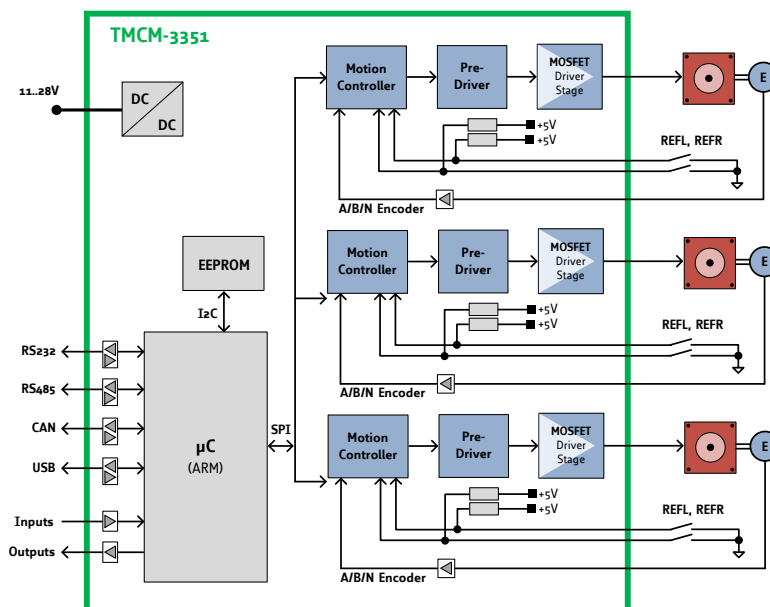 TMCM-3351
11..28V
DC
DC
Motion
Controller
Pre-
Driver
MOSFET
Driver
Stage
E
+5V
+5V
REFL, REFR
A/B/N Encoder
EEPROM
I2C
Motion
Controller
Pre-
Driver
MOSFET
Driver
Stage
E
+5V
+5V
REFL, REFR
A/B/N Encoder
RS232
RS485
CAN
USB
Inputs
Outputs
µC
(ARM)
SPI
Motion
Controller
Pre-
Driver
MOSFET
Driver
Stage
E
+5V
+5V
REFL, REFR
A/B/N Encoder